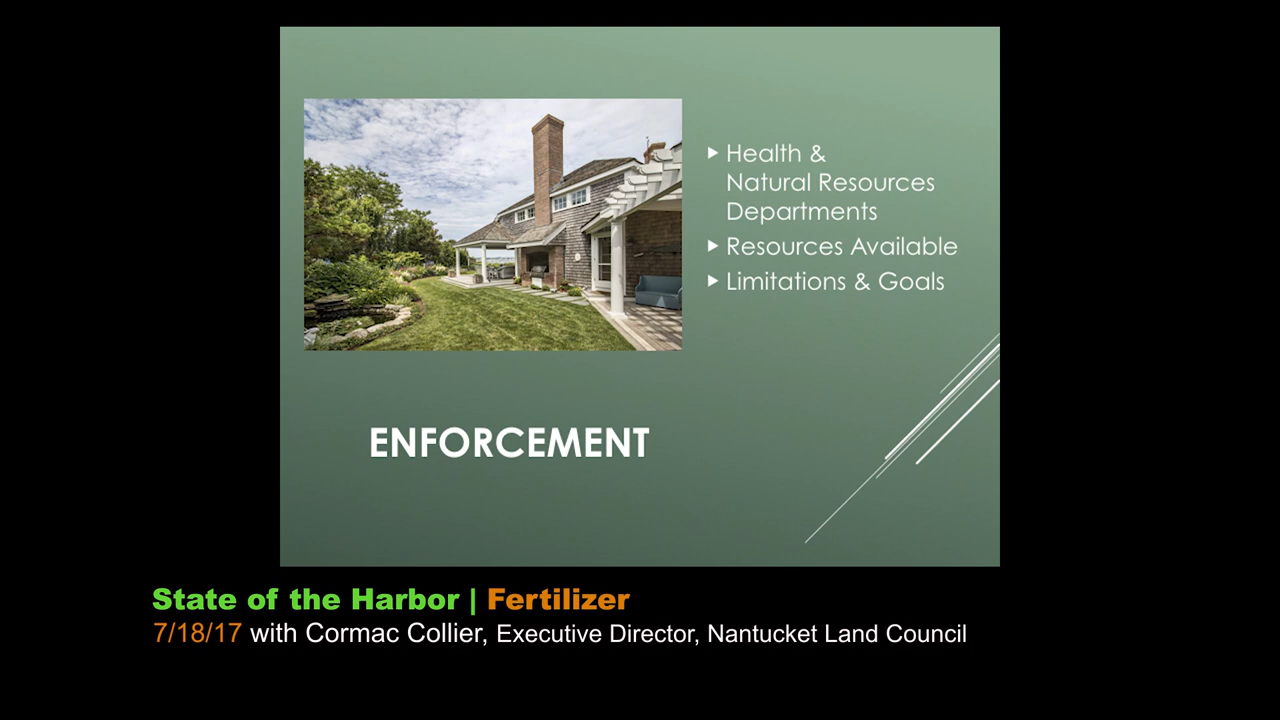 Health &
Natural Resources
Departments
Resources Available
Limitations & Goals
ENFORCEMENT
State of the Harbor | Fertilizer
7/18/17 with Cormac Collier, Executive Director, Nantucket Land Council